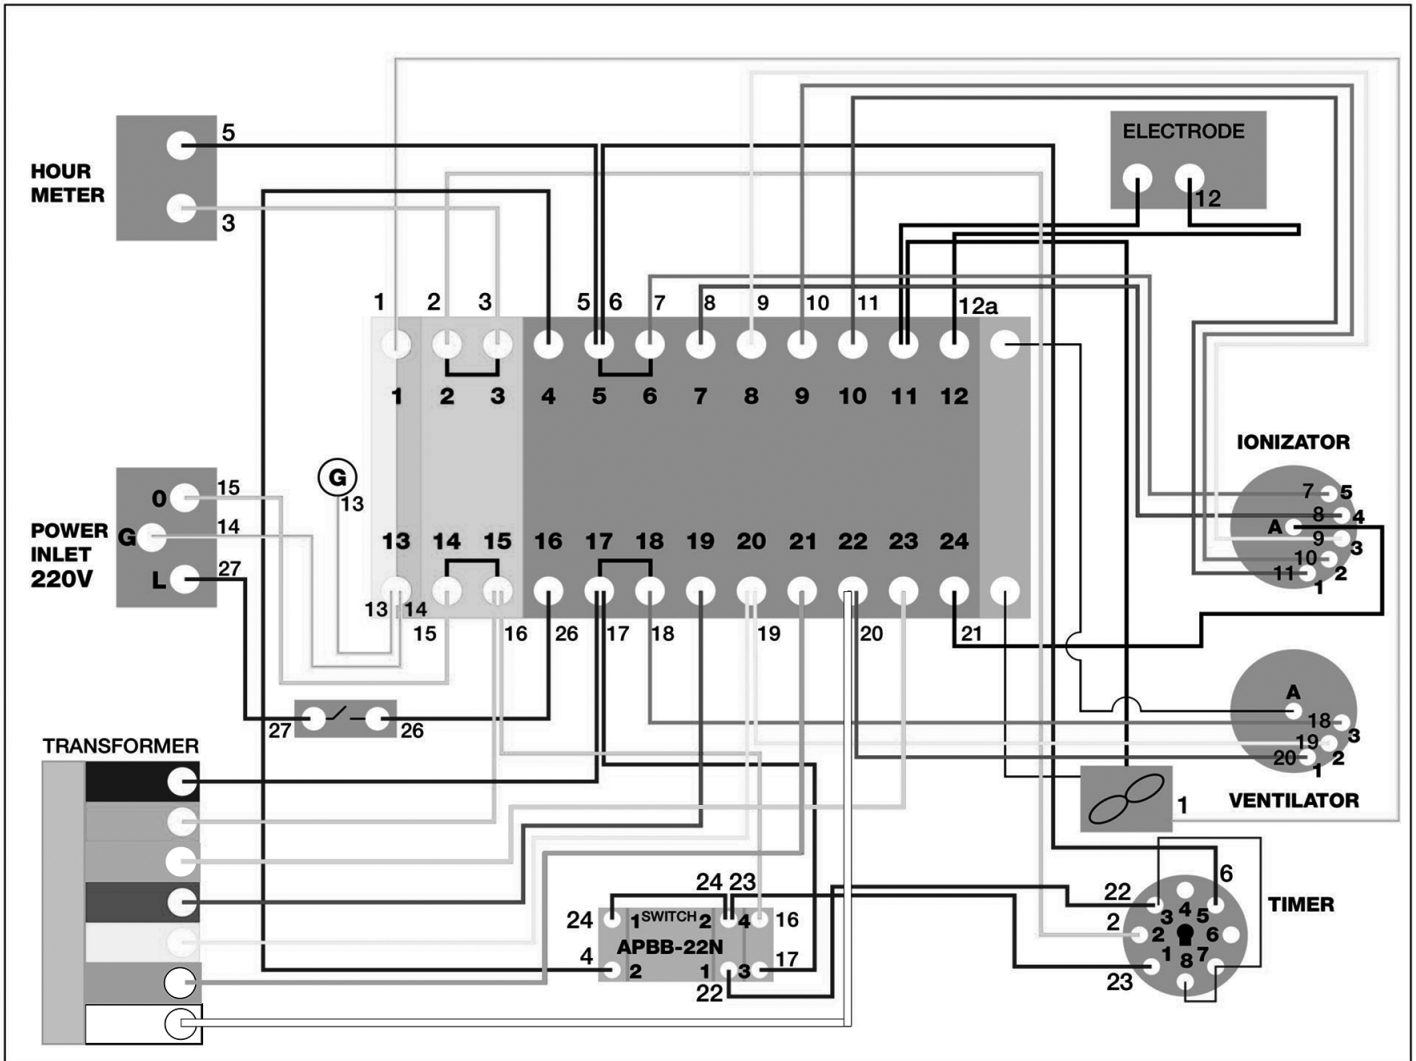 ELECTRODE
12
HOUR
METER
5
3
1 2 3 5 6 7 8 9 10 11 12a
1 2 3 4 5 6 7 8 9 10 11 12
IONIZATOR
A
7 5
8 4
9 3
10 2
11 1
POWER
INLET
220V
0 15
G 14
L 27
G
13
13 14 15 16 17 18 19 20 21 22 23 24
13 14 15 16 26 17 18 19 20 21
27 26
A
18 3
19 2
20 1
VENTILATOR
1
TRANSFORMER
24 23
24 1 SWITCH 2 4 16
APBB-22N
4 2 1 3 17
22
TIMER
6
22
2
23
3 4 5
2 6
1 8 7